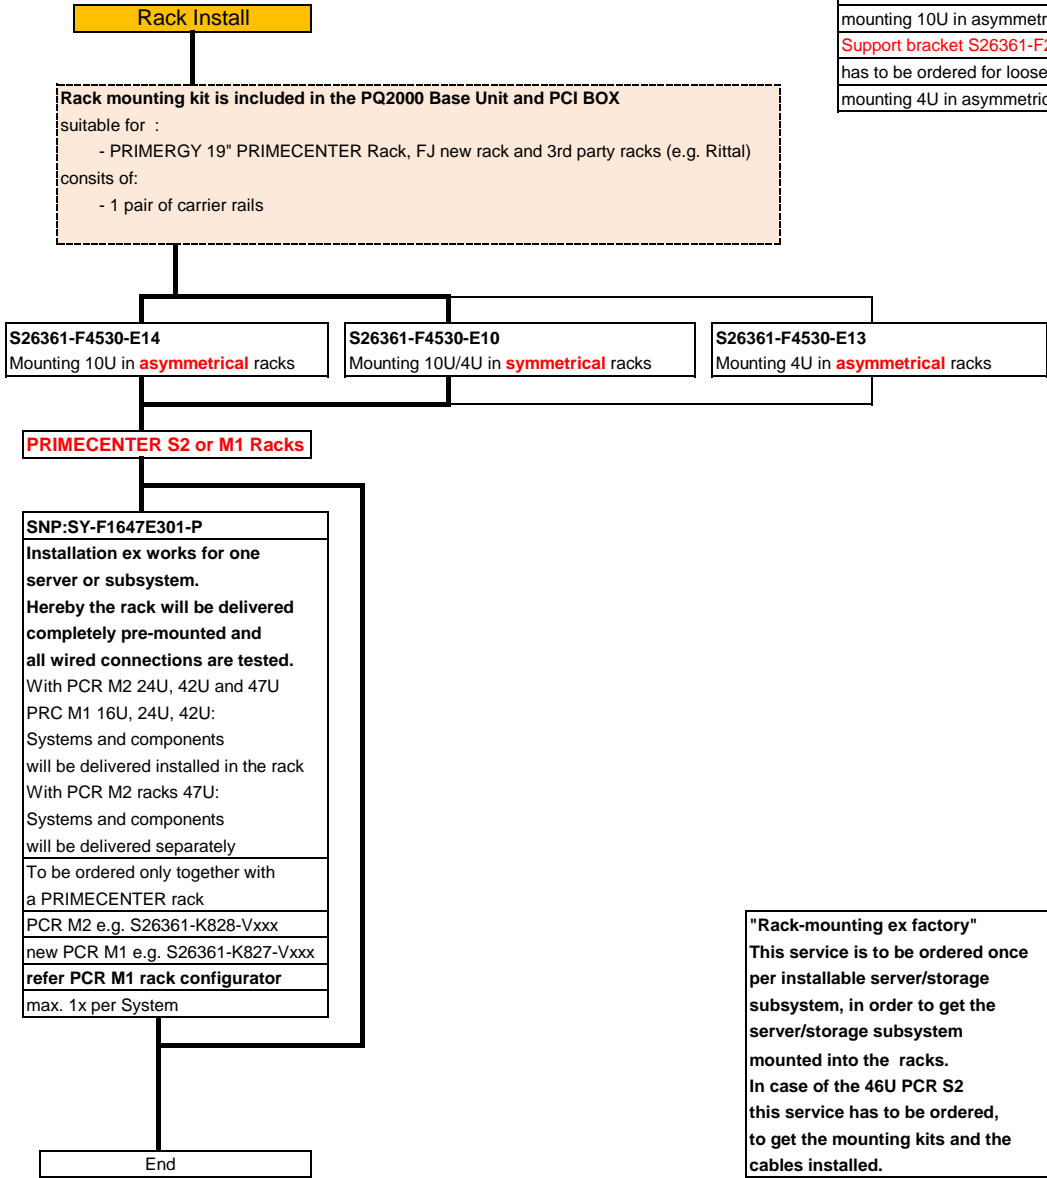 Rack Install
mounting 10U in
Support bracket
has to be ordered for loose
mounting 4U in
Rack mounting kit is included in the PQ2000 Base Unit and PCI BOX
suitable for :
- PRIMERGY 19" PRIMECENTER Rack, FJ new rack and 3rd party racks (e.g. Rittal)
consits of:
- 1 pair of carrier rails
S26361-F4530-E14
Mounting 10U in asymmetrical racks
S26361-F4530-E10
Mounting 10U/4U in symmetrical racks
S26361-F4530-E13
Mounting 4U in asymmetrical racks
PRIMECENTER S2 or M1 Racks
SNP:SY-F1647E301-P
Installation ex works for one
server or subsystem.
Hereby the rack will be delivered
completely pre-mounted and
all wired connections are tested.
With PCR M2 24U, 42U and 47U
PRC M1 16U, 24U, 42U:
Systems and components
will be delivered installed in the rack
With PCR M2 racks 47U:
Systems and components
will be delivered separately
To be ordered only together with
a PRIMECENTER rack
PCR M2 e.g. S26361-K828-Vxxx
new PCR M1 e.g. S26361-K827-Vxxx
refer PCR M1 rack configurator
max. 1x per System
"Rack-mounting ex factory"
This service is to be ordered once
per installable server/storage
subsystem, in order to get the
server/storage subsystem
mounted into the racks.
In case of the 46U PCR S2
this service has to be ordered,
to get the mounting kits and the
cables installed.
End